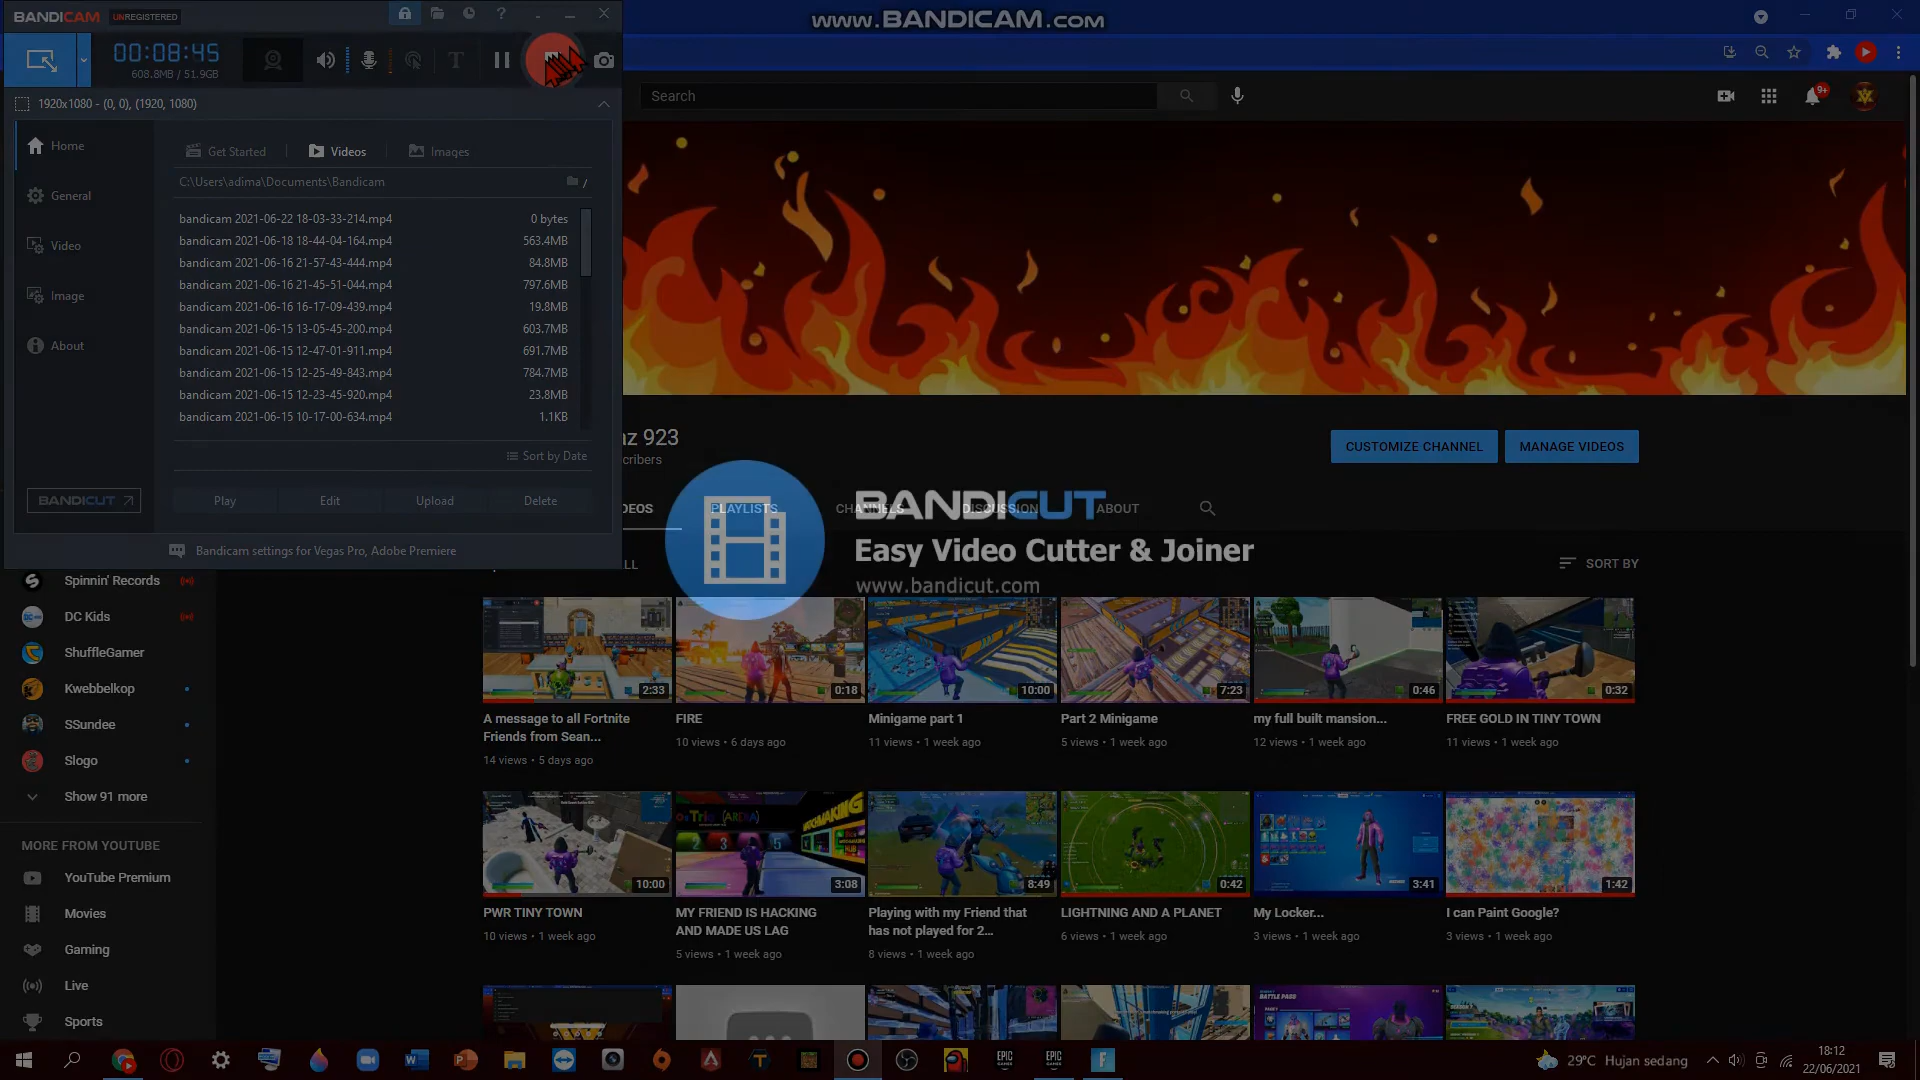 BANDICAM UNREGISTERED
www.BANDICAM.com
00:08:45
608.8MB / 51.9GB
1920x1080 - (0, 0), (1920, 1080)
Search
9+
Home
General
Video
Image
About
Get Started
Videos
Images
C:\Users\adima\Documents\Bandicam
bandicam 2021-06-22 18-03-33-214.mp4 0 bytes
bandicam 2021-06-18 18-44-04-164.mp4 563.4MB
bandicam 2021-06-16 21-57-43-444.mp4 84.8MB
bandicam 2021-06-16 21-45-51-044.mp4 797.6MB
bandicam 2021-06-16 16-17-09-439.mp4 19.8MB
bandicam 2021-06-15 13-05-45-200.mp4 603.7MB
bandicam 2021-06-15 12-47-01-911.mp4 691.7MB
bandicam 2021-06-15 12-25-49-843.mp4 784.7MB
bandicam 2021-06-15 12-23-45-920.mp4 23.8MB
bandicam 2021-06-15 10-17-00-634.mp4 1.1KB
Sort by Date
BANDICUT
Play Edit Upload Delete
Bandicam settings for Vegas Pro, Adobe Premiere
az 923
cribers
CUSTOMIZE CHANNEL
MANAGE VIDEOS
DEOS PLAYLISTS CHANNELS DISCUSSION ABOUT
BANDICUT
Easy Video Cutter & Joiner
www.bandicut.com
LL
SORT BY
Spinnin' Records
DC Kids
ShuffleGamer
Kwebbelkop
SSundee
Slogo
Show 91 more
MORE FROM YOUTUBE
YouTube Premium
Movies
Gaming
Live
Sports
2:33
A message to all Fortnite
Friends from Sean...
14 views • 5 days ago
0:18
FIRE
10 views • 6 days ago
10:00
Minigame part 1
11 views • 1 week ago
7:23
Part 2 Minigame
5 views • 1 week ago
0:46
my full built mansion...
12 views • 1 week ago
0:32
FREE GOLD IN TINY TOWN
11 views • 1 week ago
10:00
PWR TINY TOWN
10 views • 1 week ago
3:08
MY FRIEND IS HACKING
AND MADE US LAG
5 views • 1 week ago
8:49
Playing with my Friend that
has not played for 2...
8 views • 1 week ago
0:42
LIGHTNING AND A PLANET
6 views • 1 week ago
3:41
My Locker...
3 views • 1 week ago
1:42
I can Paint Google?
3 views • 1 week ago
BATTLE PASS
29°C Hujan sedang
18:12
22/06/2021